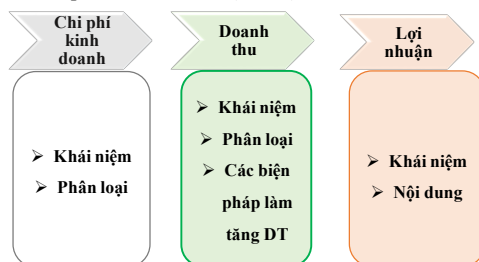 Chi phí
kinh
doanh
➢ Khái niệm
➢ Phân loại
Doanh
thu
➢ Khái niệm
➢ Phân loại
➢ Các biện
pháp làm
tăng DT
Lợi
nhuận
➢ Khái niệm
➢ Nội dung